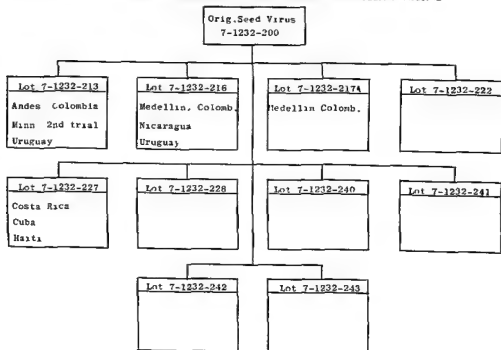 Orig.Seed Virus
7-1232-200
Lot 7-1232-213
Andes Colombia
Minn 2nd trial
Uruguay
Lot 7-1232-216
Medellin, Colomb.
Nicaragua
Uruguay
Lot 7-1232-217A
Medellin Colomb.
Lot 7-1232-222
Lot 7-1232-227
Costa Rica
Cuba
Haiti
Lot 7-1232-228
Lot 7-1232-240
Lot 7-1232-241
Lot 7-1232-242
Lot 7-1232-243